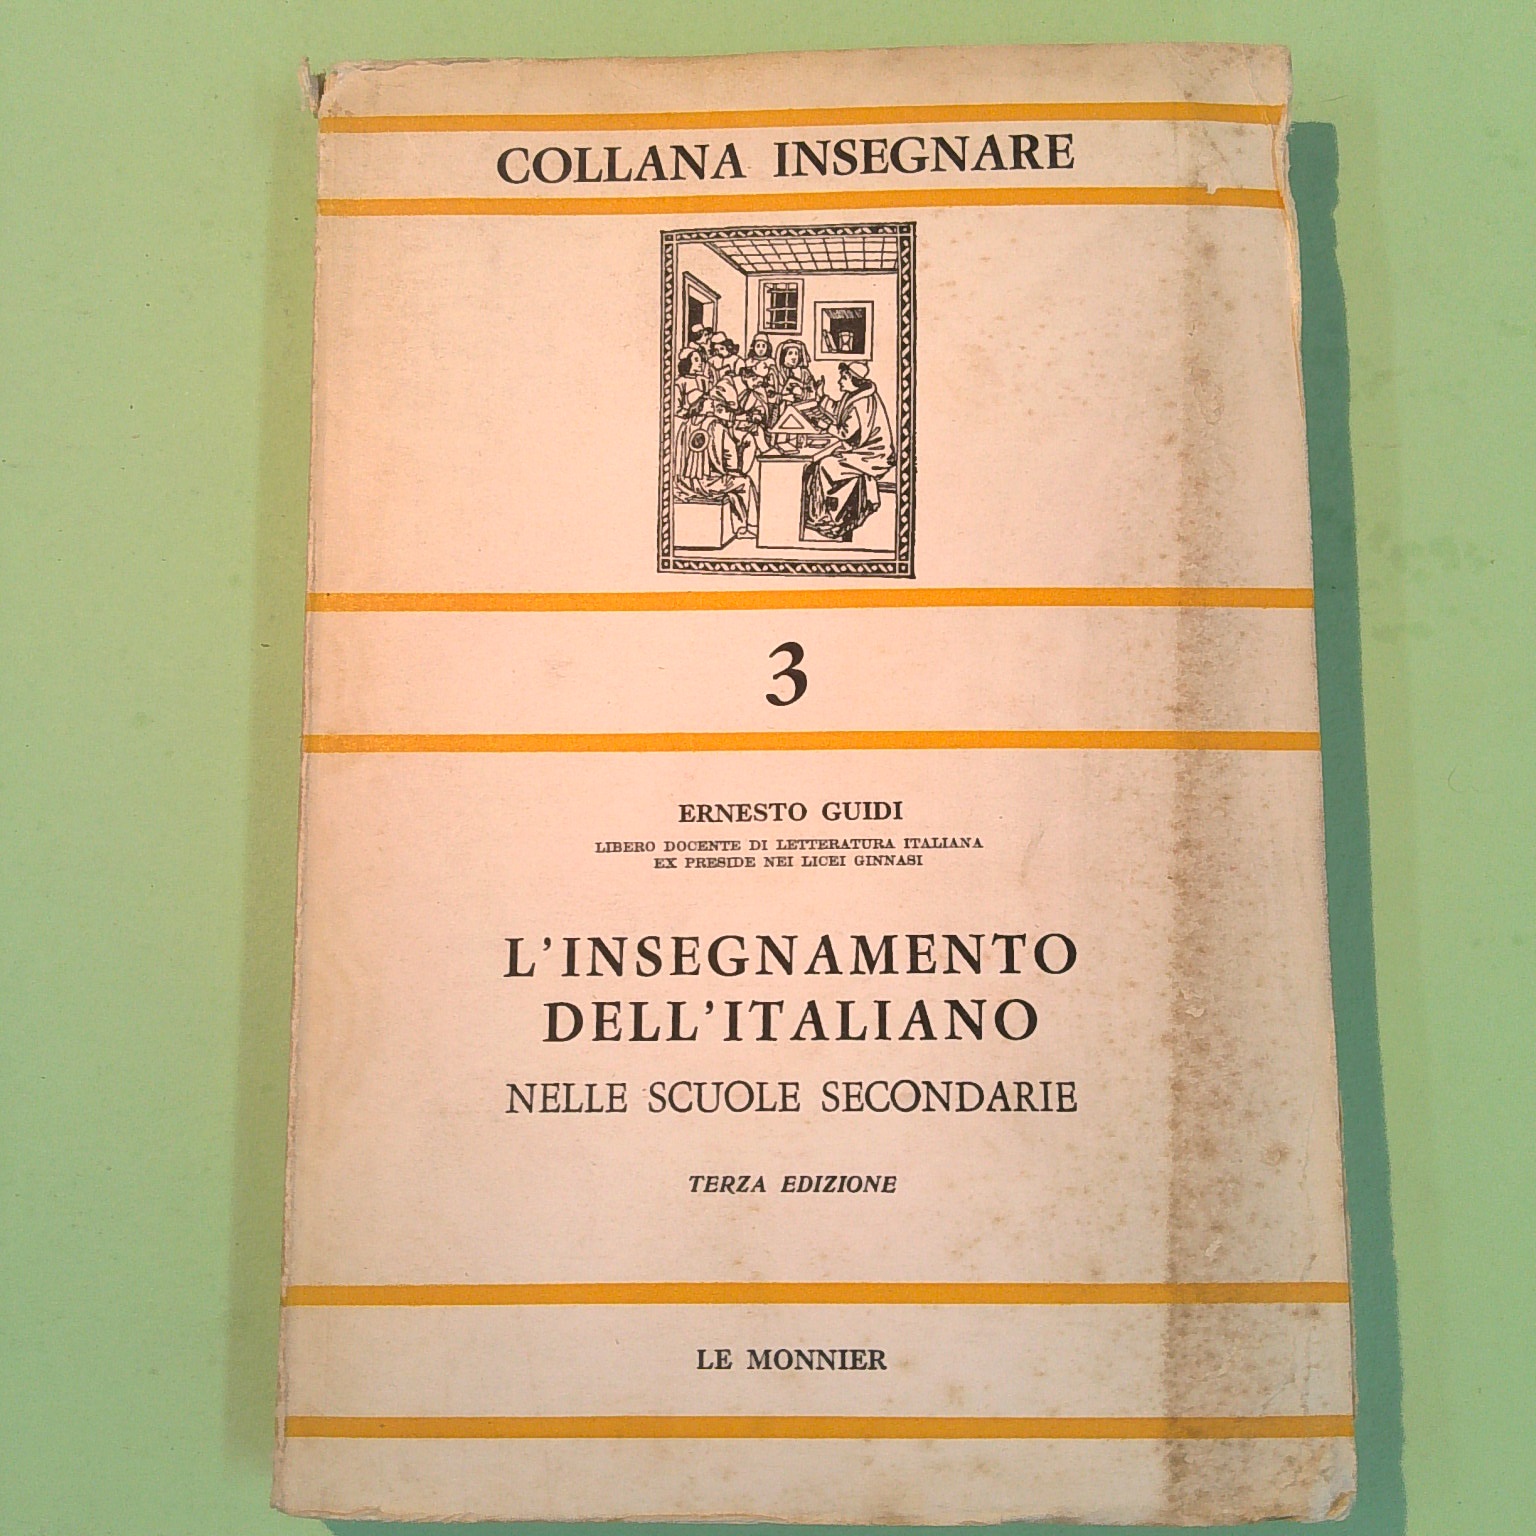 COLLANA INSEGNARE
3
ERNESTO GUIDI
LIBERO DOCENTE DI LETTERATURA ITALIANA
EX PRESIDE NEI LICEI GINNASI
L'INSEGNAMENTO
DELL'ITALIANO
NELLE SCUOLE SECONDARIE
TERZA EDIZIONE
LE MONNIER